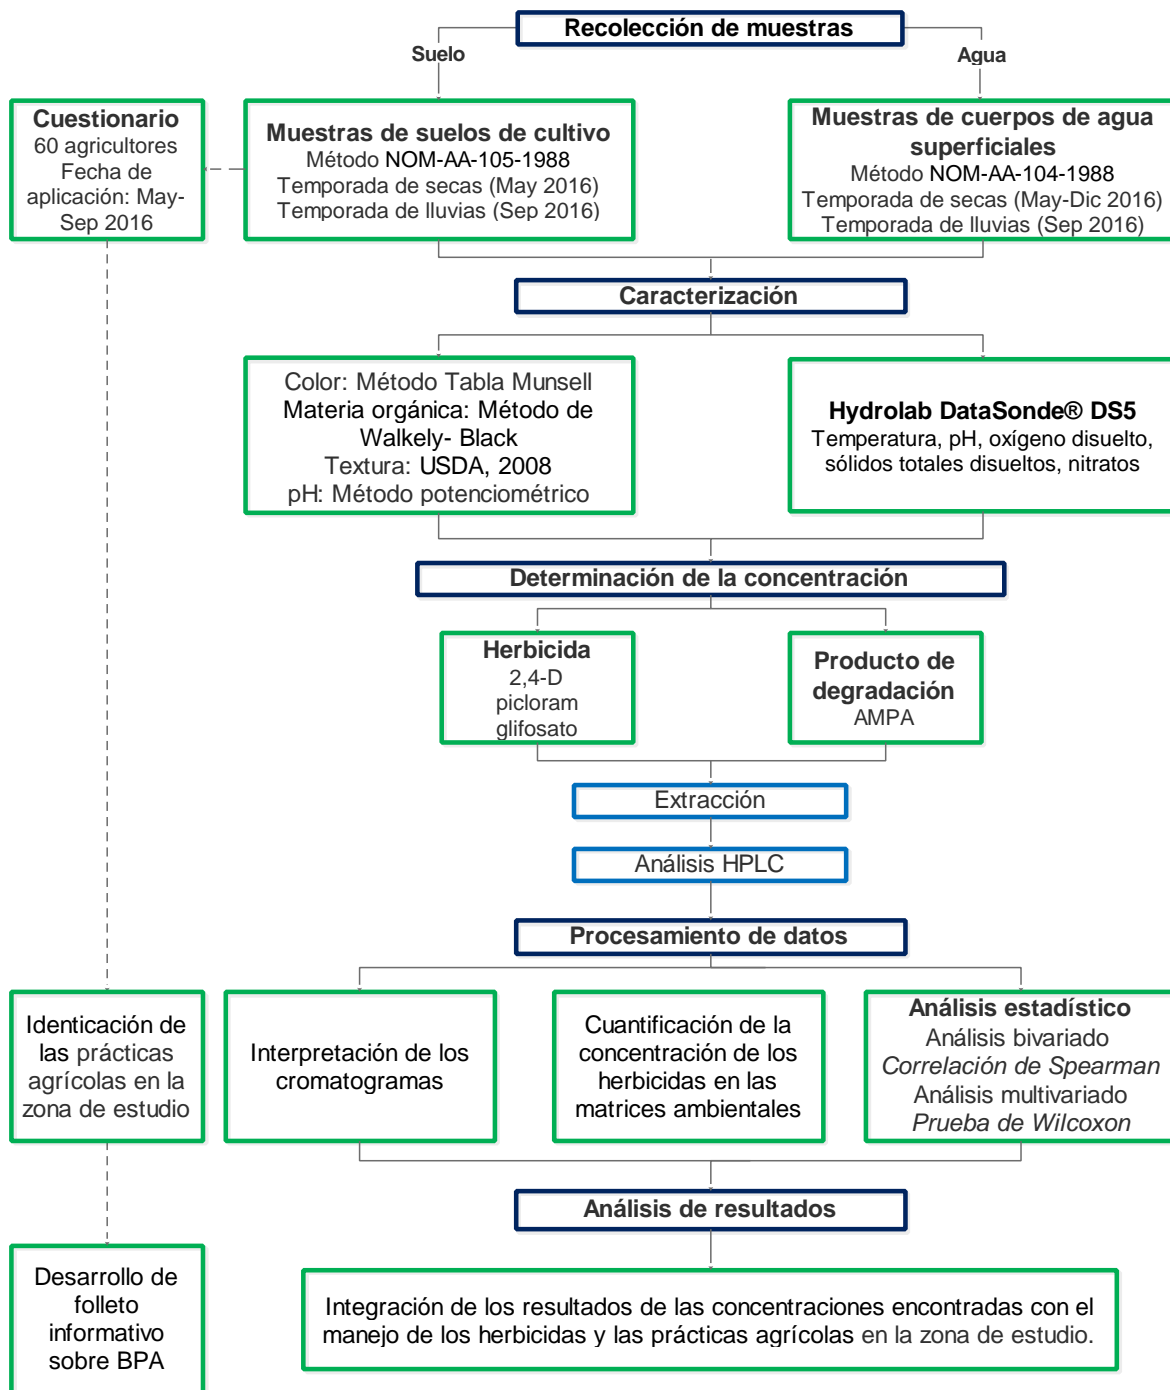 Recolección de muestras
Suelo
Agua
Cuestionario
60 agricultores
Fecha de
aplicación: May-
Sep 2016
Muestras de suelos de cultivo
Método NOM-AA-105-1988
Temporada de secas (May 2016)
Temporada de lluvias (Sep 2016)
Muestras de cuerpos de agua
superficiales
Método NOM-AA-104-1988
Temporada de secas (May-Dic 2016)
Temporada de lluvias (Sep 2016)
Caracterización
Color: Método Tabla Munsell
Materia orgánica: Método de
Walkely- Black
Textura: USDA, 2008
pH: Método potenciométrico
Hydrolab DataSonde® DS5
Temperatura, pH, oxígeno disuelto,
sólidos totales disueltos, nitratos
Determinación de la concentración
Herbicida
2,4-D
picloram
glifosato
Producto de
degradación
AMPA
Extracción
Análisis HPLC
Procesamiento de datos
Identicación de
las prácticas
agrícolas en la
zona de estudio
Interpretación de los
cromatogramas
Cuantificación de la
concentración de los
herbicidas en las
matrices ambientales
Análisis estadístico
Análisis bivariado
Correlación de Spearman
Análisis multivariado
Prueba de Wilcoxon
Análisis de resultados
Desarrollo de
folleto
informativo
sobre BPA
Integración de los resultados de las concentraciones encontradas con el
manejo de los herbicidas y las prácticas agrícolas en la zona de estudio.